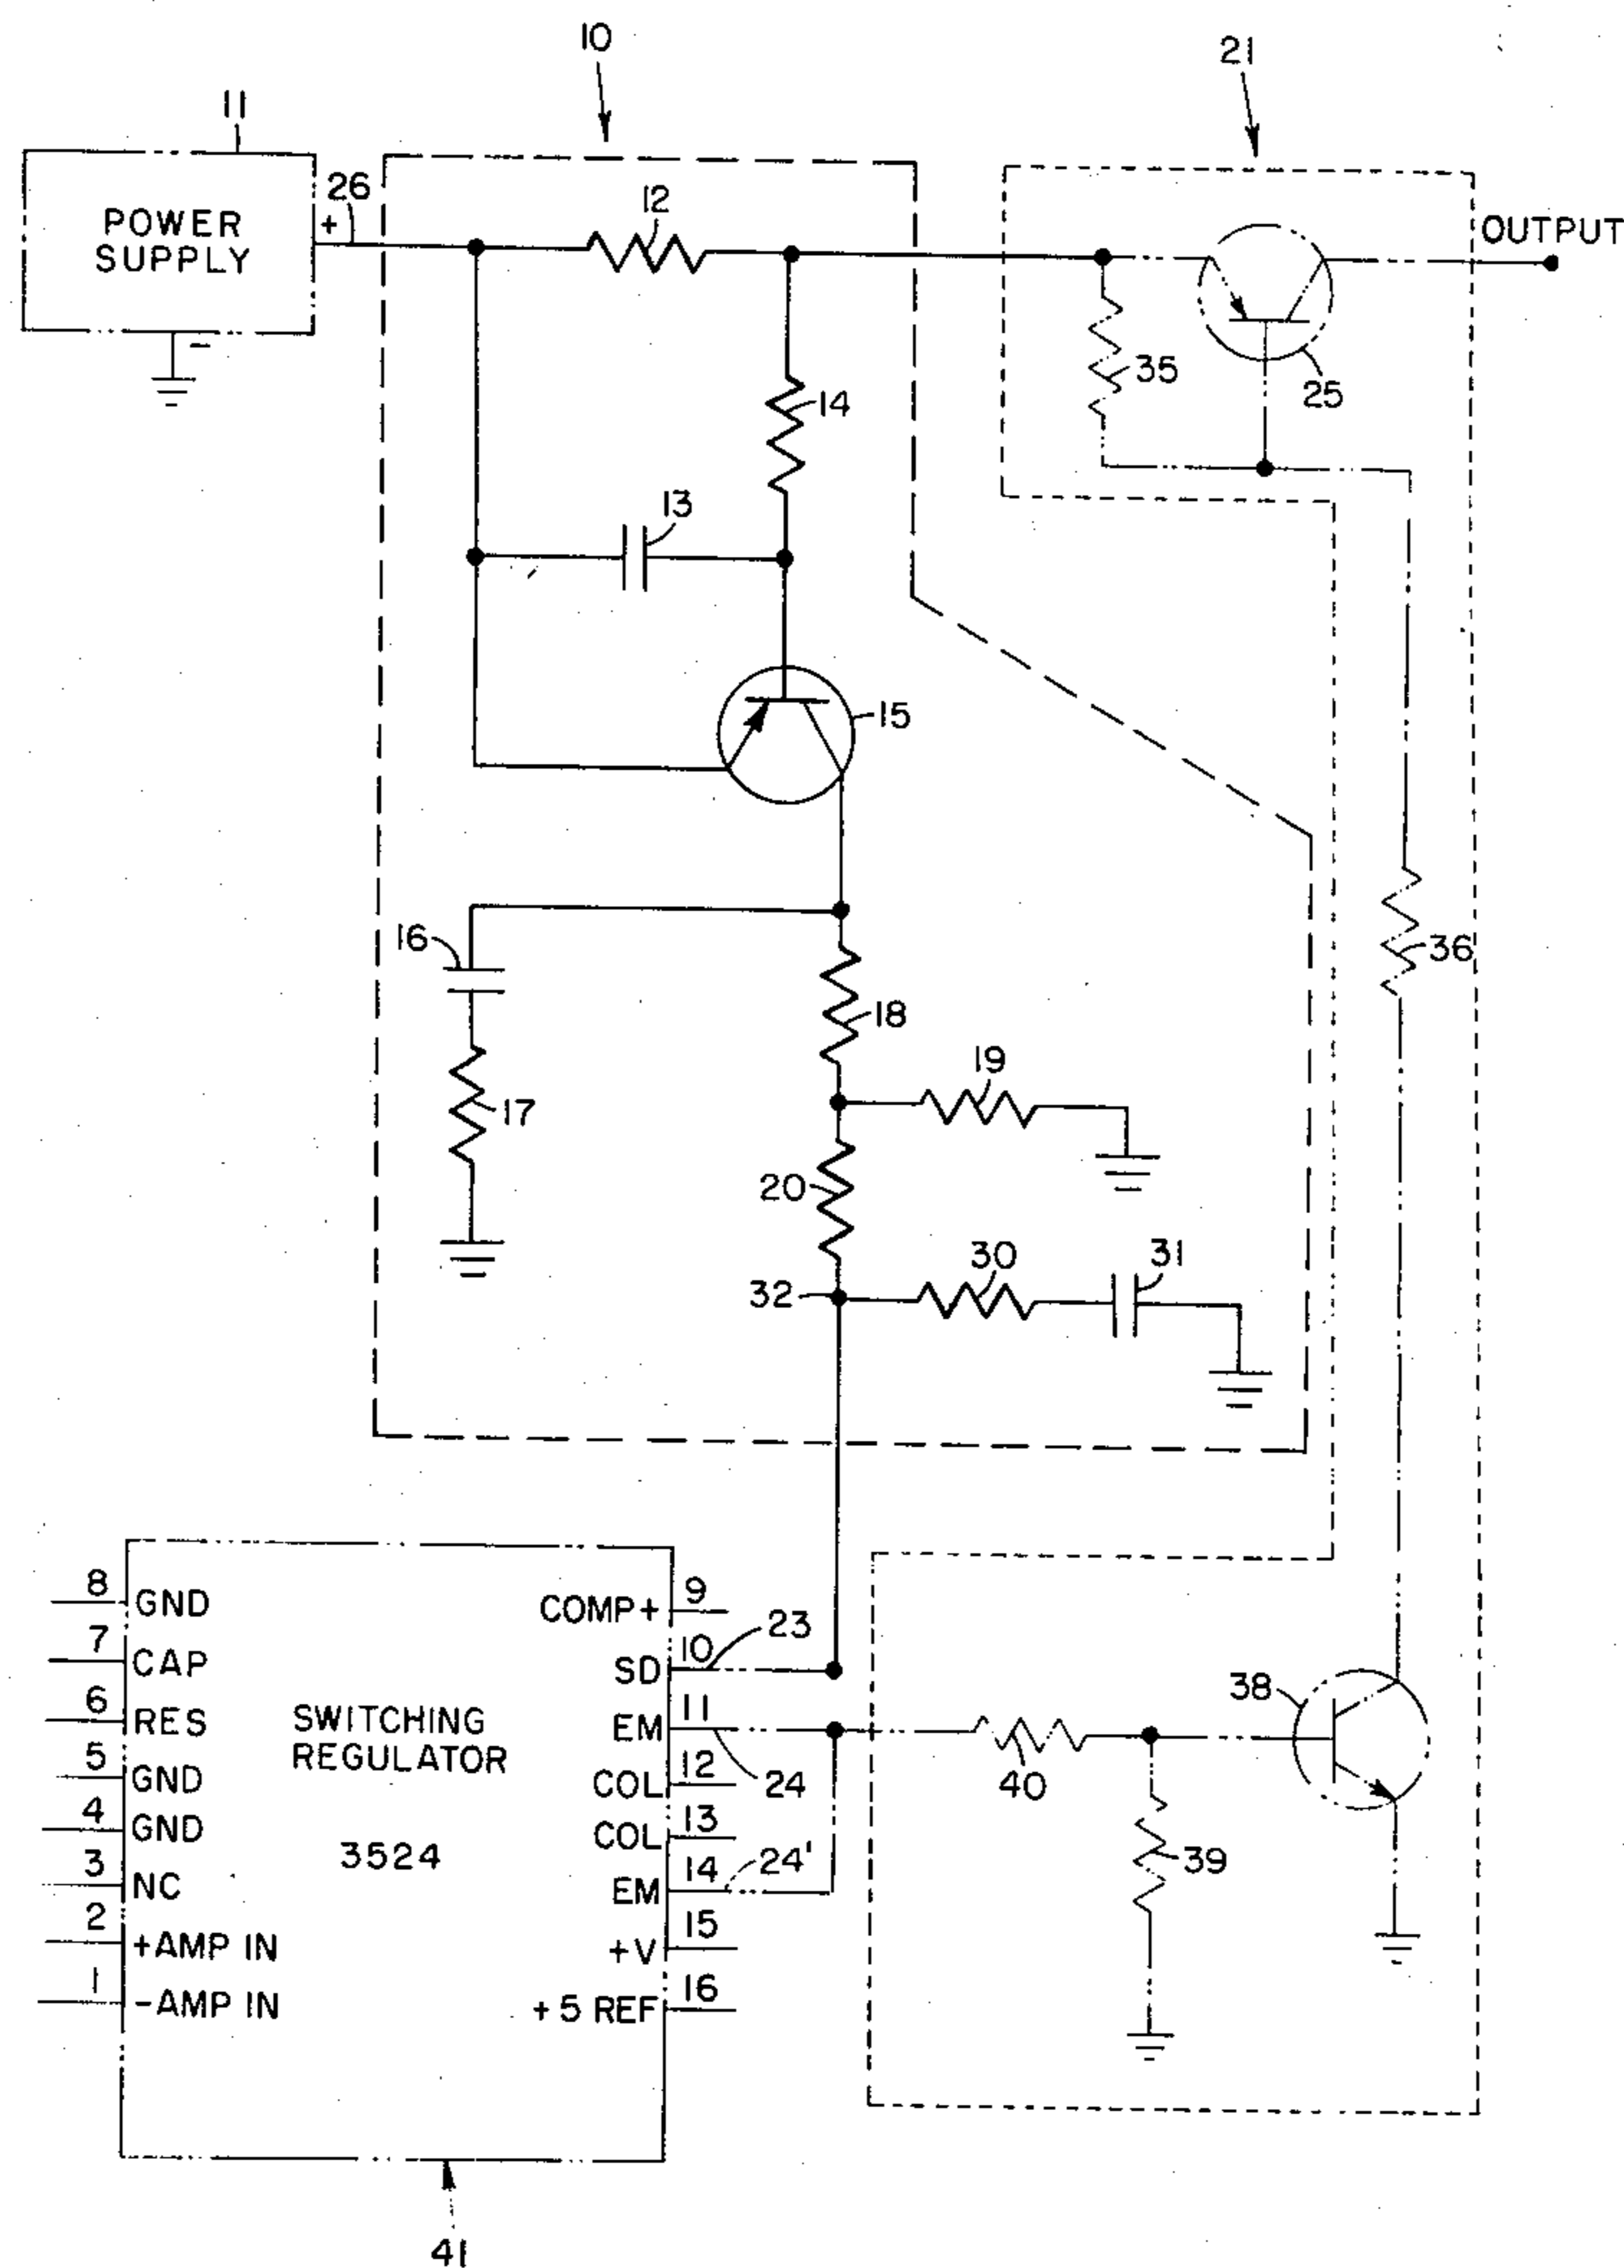 10
21
11
26
12
OUTPUT
POWER
SUPPLY
+
-
14
35
25
13
15
16
18
36
17
19
20
30
31
32
8
GND
COMP+
9
23
7
CAP
SD
10
6
RES
SWITCHING
REGULATOR
EM
11
38
5
GND
COL
12
24
40
4
GND
3524
COL
13
3
NC
EM
14
24'
39
2
+AMP IN
+V
15
1
-AMP IN
+5 REF
16
41